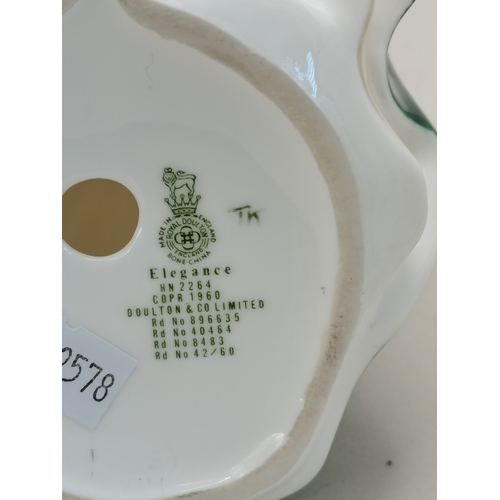 MADE IN ENGLAND
ROYAL DOULTON
ENGLAND
BONE CHINA
TK
Elegance
HN 2264
COPR 1960
DOULTON & CO LIMITED
Rd No 896635
Rd No 40464
Rd No 8483
Rd No 42/60
2578